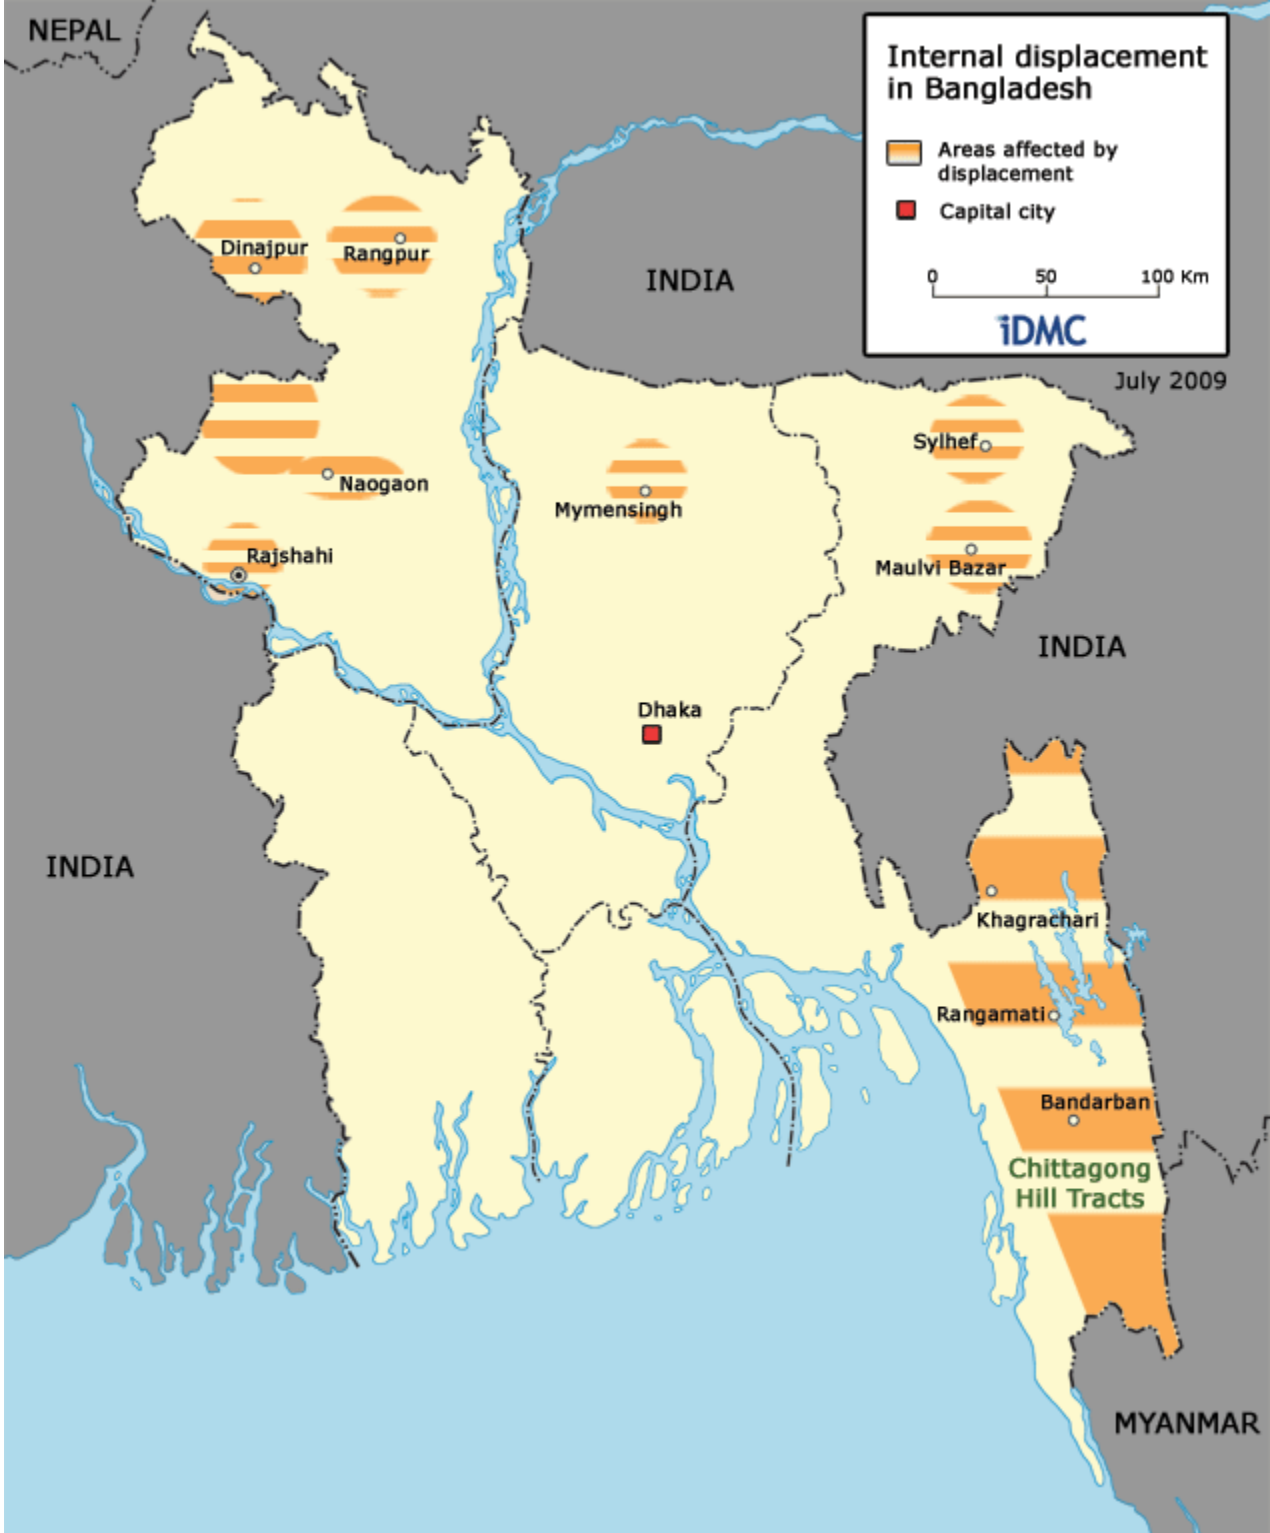 NEPAL
Internal displacement
in Bangladesh
Areas affected by
displacement
Capital city
0 50 100 Km
iDMC
July 2009
INDIA
Dinajpur
Rangpur
Sylhef
Naogaon
Mymensingh
Rajshahi
Maulvi Bazar
INDIA
Dhaka
INDIA
Khagrachari
Rangamati
Bandarban
Chittagong
Hill Tracts
MYANMAR